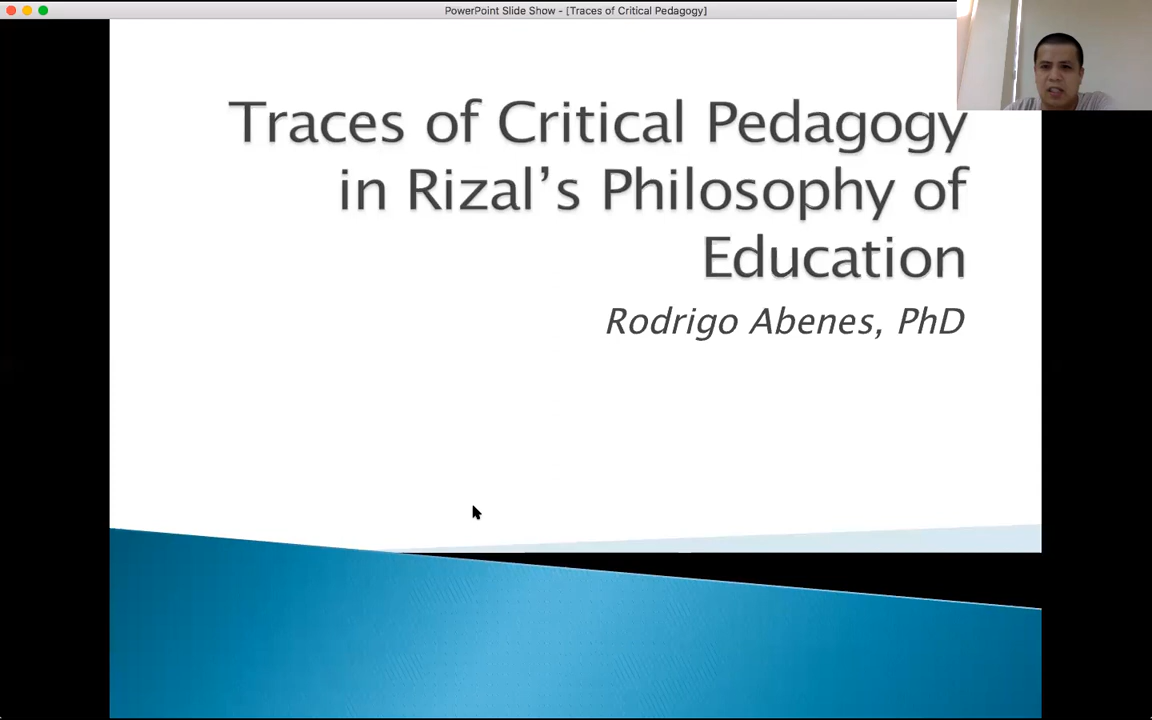 PowerPoint Slide Show - [Traces of Critical Pedagogy]
Traces of Critical Pedagogy
in Rizal’s Philosophy of
Education
Rodrigo Abenes, PhD